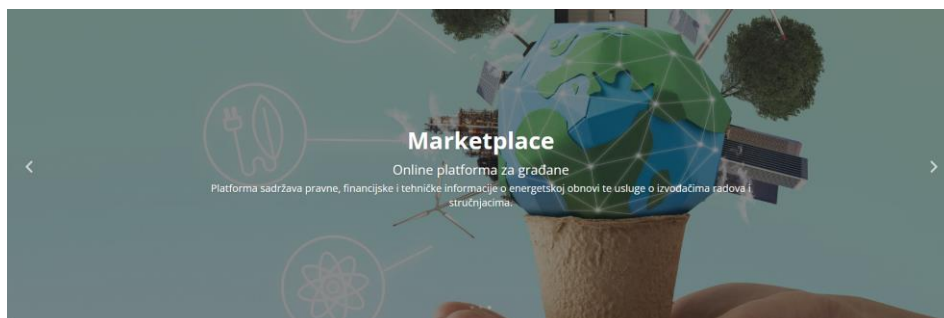 Marketplace
Online platforma za građane
Platforma sadržava pravne, financijske i tehničke informacije o energetskoj obnovi te usluge o izvođačima radova i
stručnjacima.